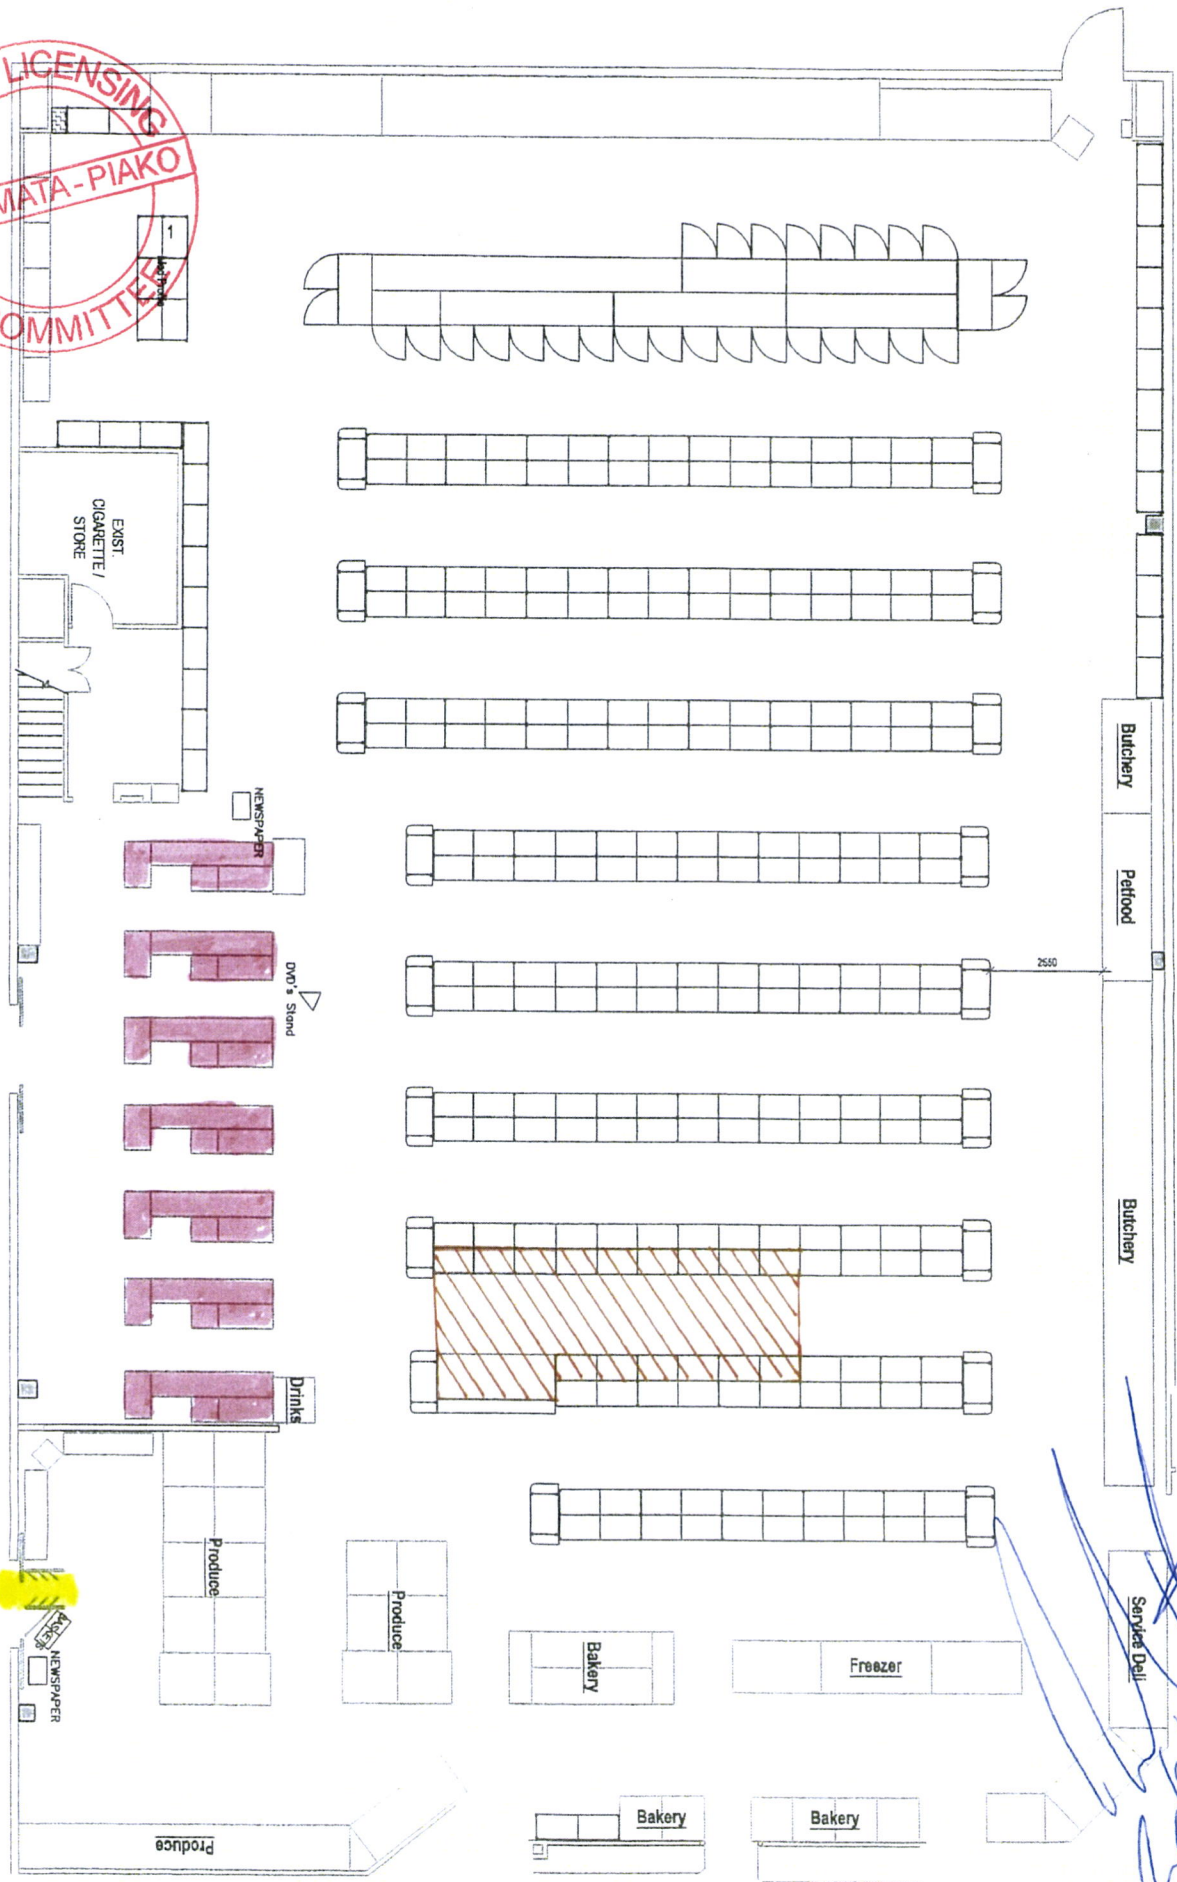 LICENSING
MATA-PIAKO
COMMITTEE
1
EXIST.
CIGARETTE /
STORE
NEWSPAPER
DVD's Stand
Drinks
Butchery
Petfood
2550
Butchery
Service Deli
Produce
Produce
Bakery
Freezer
NEWSPAPER
Bakery
Bakery
Produce